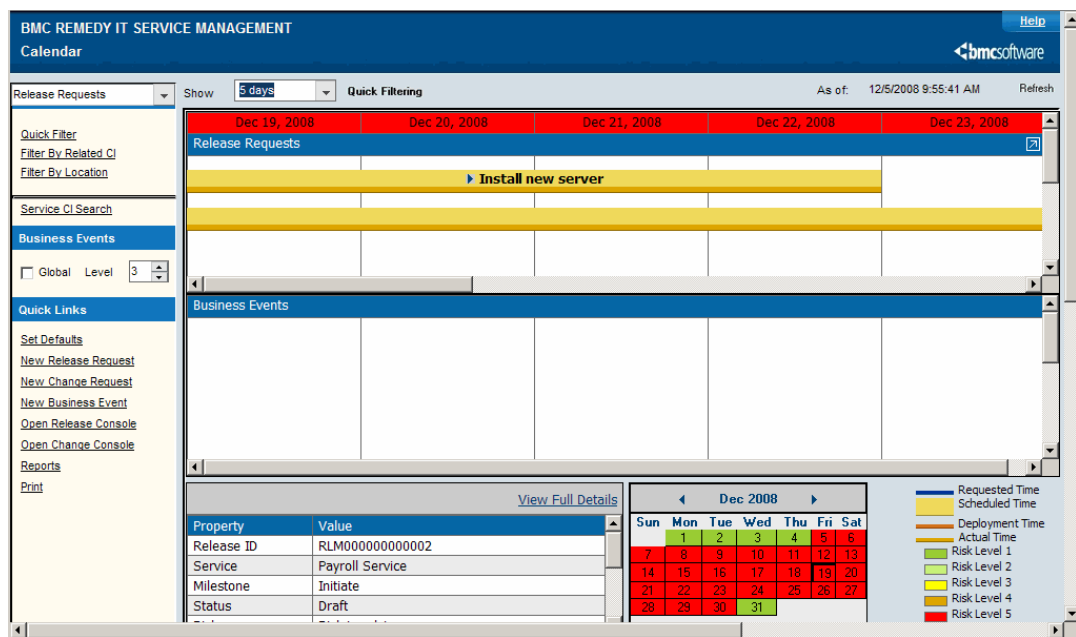 BMC REMEDY IT SERVICE MANAGEMENT
Help
Calendar
bmcsoftware
Release Requests
Show
5 days
Quick Filtering
As of:
12/5/2008 9:55:41 AM
Refresh
Quick Filter
Filter By Related CI
Filter By Location
Service CI Search
Business Events
Global Level 3
Quick Links
Set Defaults
New Release Request
New Change Request
New Business Event
Open Release Console
Open Change Console
Reports
Print
Dec 19, 2008 Dec 20, 2008 Dec 21, 2008 Dec 22, 2008 Dec 23, 2008
Release Requests
Install new server
Business Events
View Full Details
Property Value
Release ID RLM000000000002
Service Payroll Service
Milestone Initiate
Status Draft
Dec 2008
Sun Mon Tue Wed Thu Fri Sat
1 2 3 4 5 6
7 8 9 10 11 12 13
14 15 16 17 18 19 20
21 22 23 24 25 26 27
28 29 30 31
Requested Time
Scheduled Time
Deployment Time
Actual Time
Risk Level 1
Risk Level 2
Risk Level 3
Risk Level 4
Risk Level 5